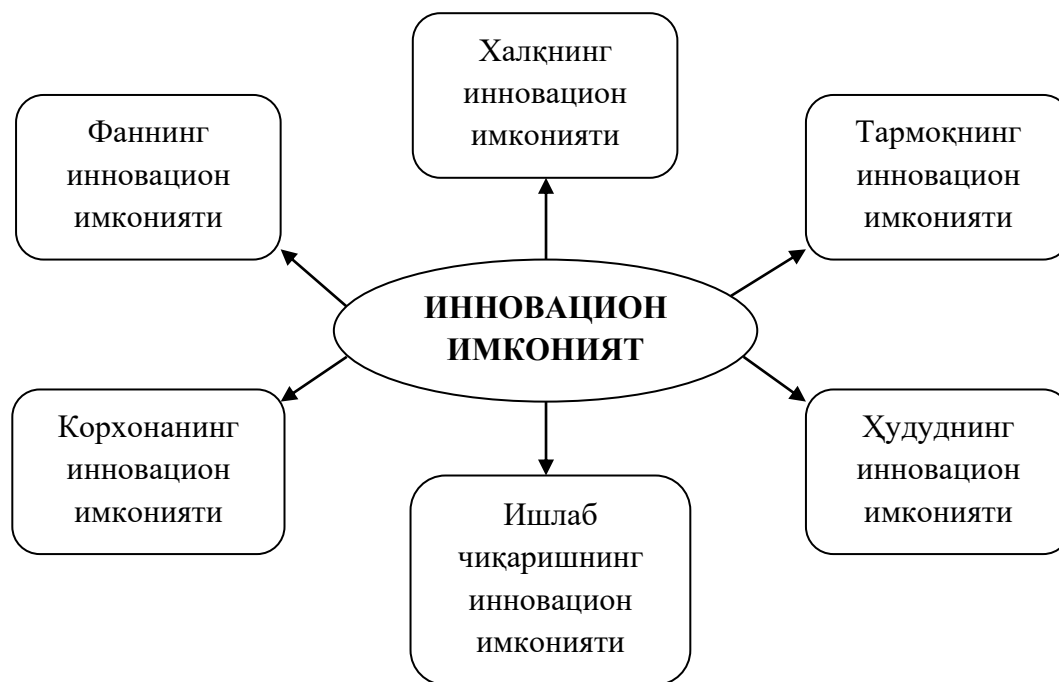 Халқнинг
инновацион
имконияти
Фаннинг
инновацион
имконияти
Тармоқнинг
инновацион
имконияти
ИННОВАЦИОН
ИМКОНИЯТ
Корхонанинг
инновацион
имконияти
Ҳудуднинг
инновацион
имконияти
Ишлаб
чиқаришнинг
инновацион
имконияти